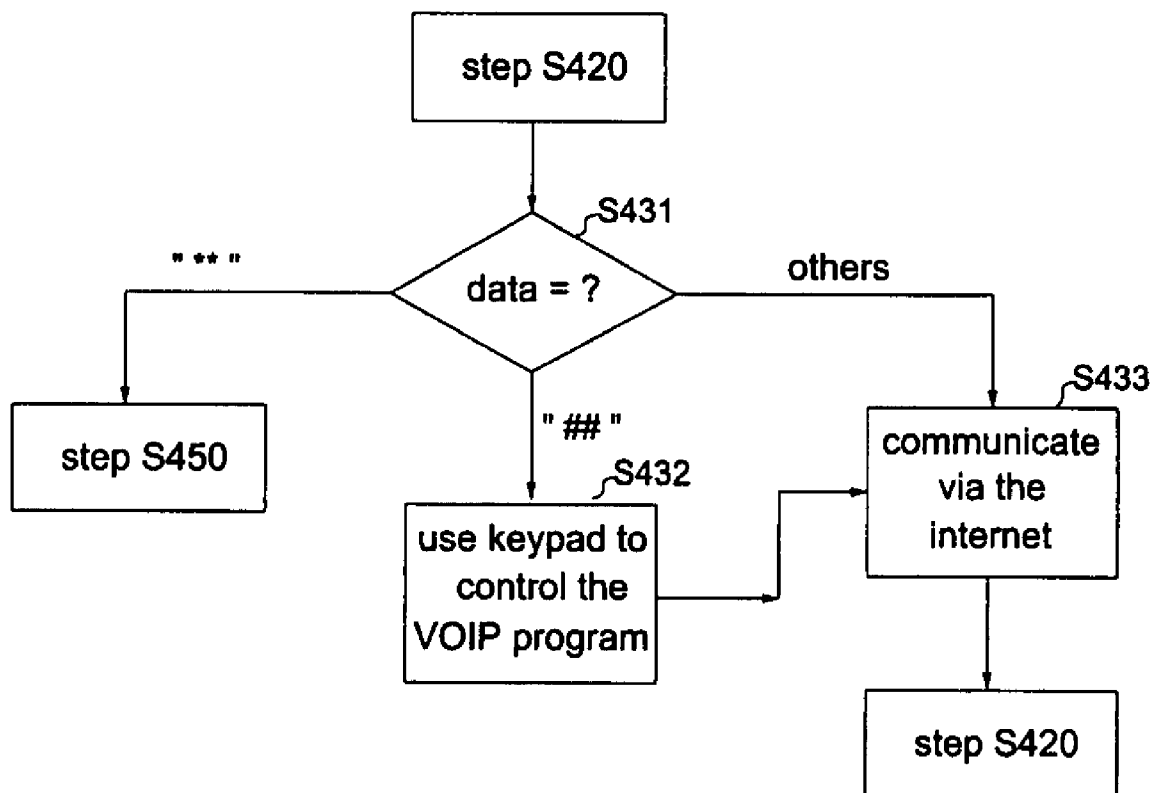 step S420
S431
" ** "
data = ?
others
S433
step S450
" ## "
communicate
via the
internet
S432
use keypad to
control the
VOIP program
step S420